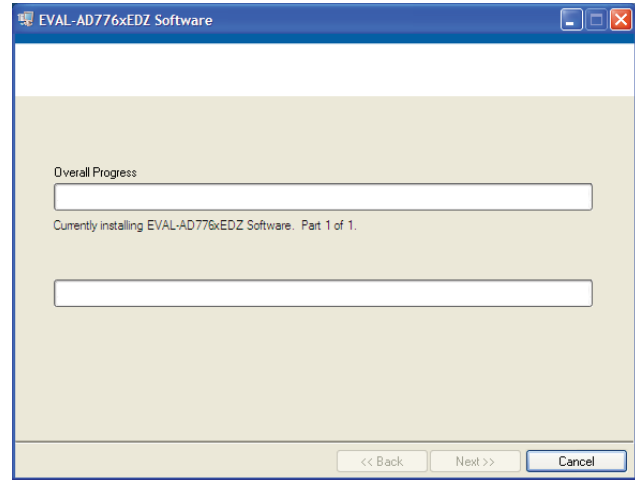 EVAL-AD776xEDZ Software
Overall Progress
Currently installing EVAL-AD776xEDZ Software. Part 1 of 1.
<< Back
Next >>
Cancel